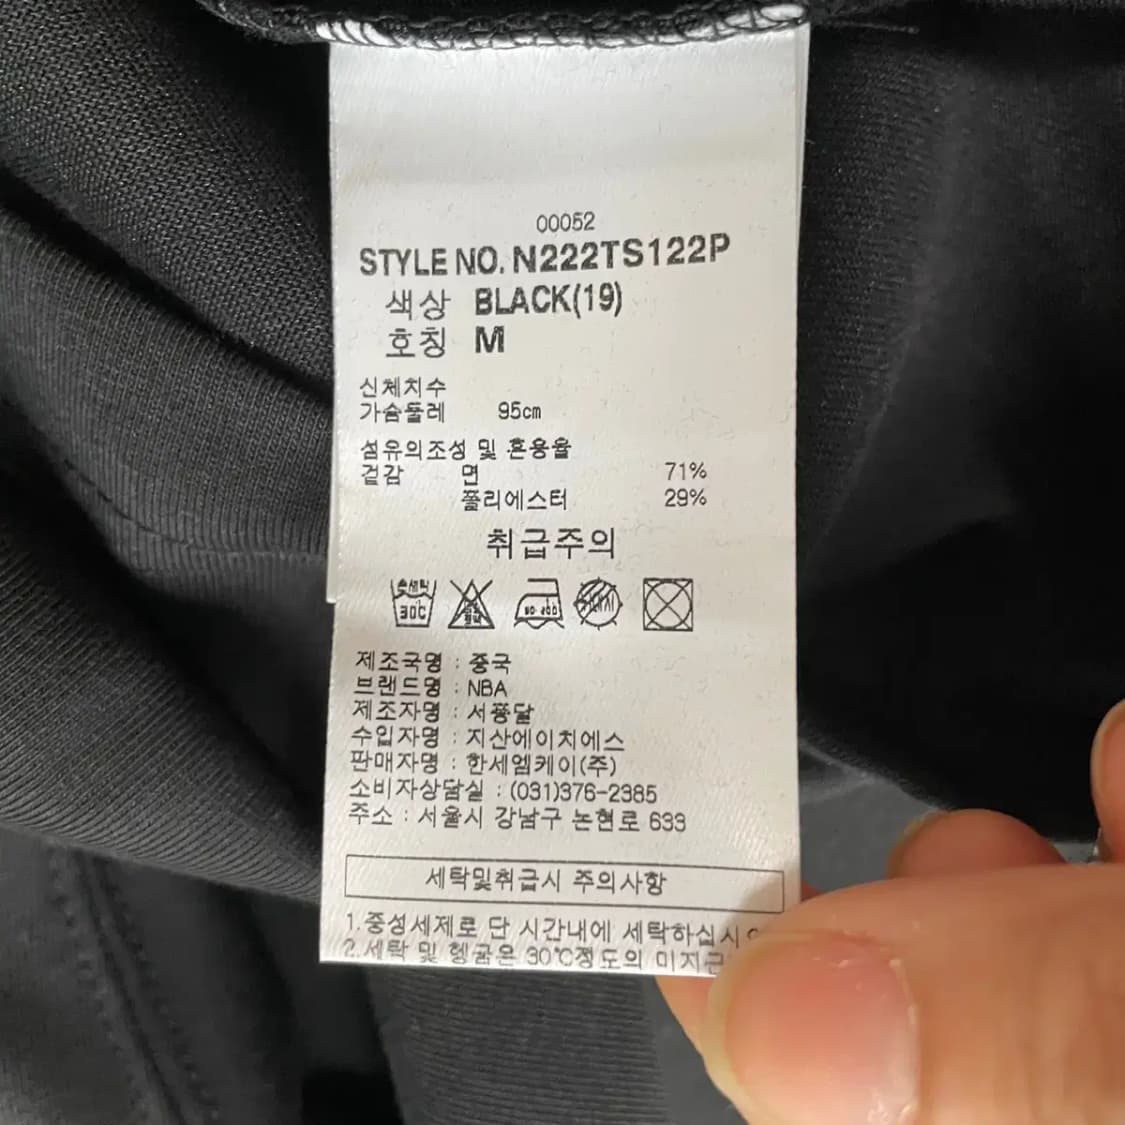 00052
STYLE NO. N222TS122P
색상 BLACK(19)
호칭 M
신체치수
가슴둘레 95cm
섬유의조성 및 혼용율
겉감 면 71%
폴리에스터 29%
취급주의
손세탁
30℃
제조국명 : 중국
브랜드명 : NBA
제조자명 : 서풍달
수입자명 : 지산에이치에스
판매자명 : 한세엠케이(주)
소비자상담실 : (031)376-2385
주소 : 서울시 강남구 논현로 633
세탁및취급시 주의사항
1.중성세제로 단 시간내에 세탁하십시
2.세탁 및 헹굼은 30℃정도의 미지근